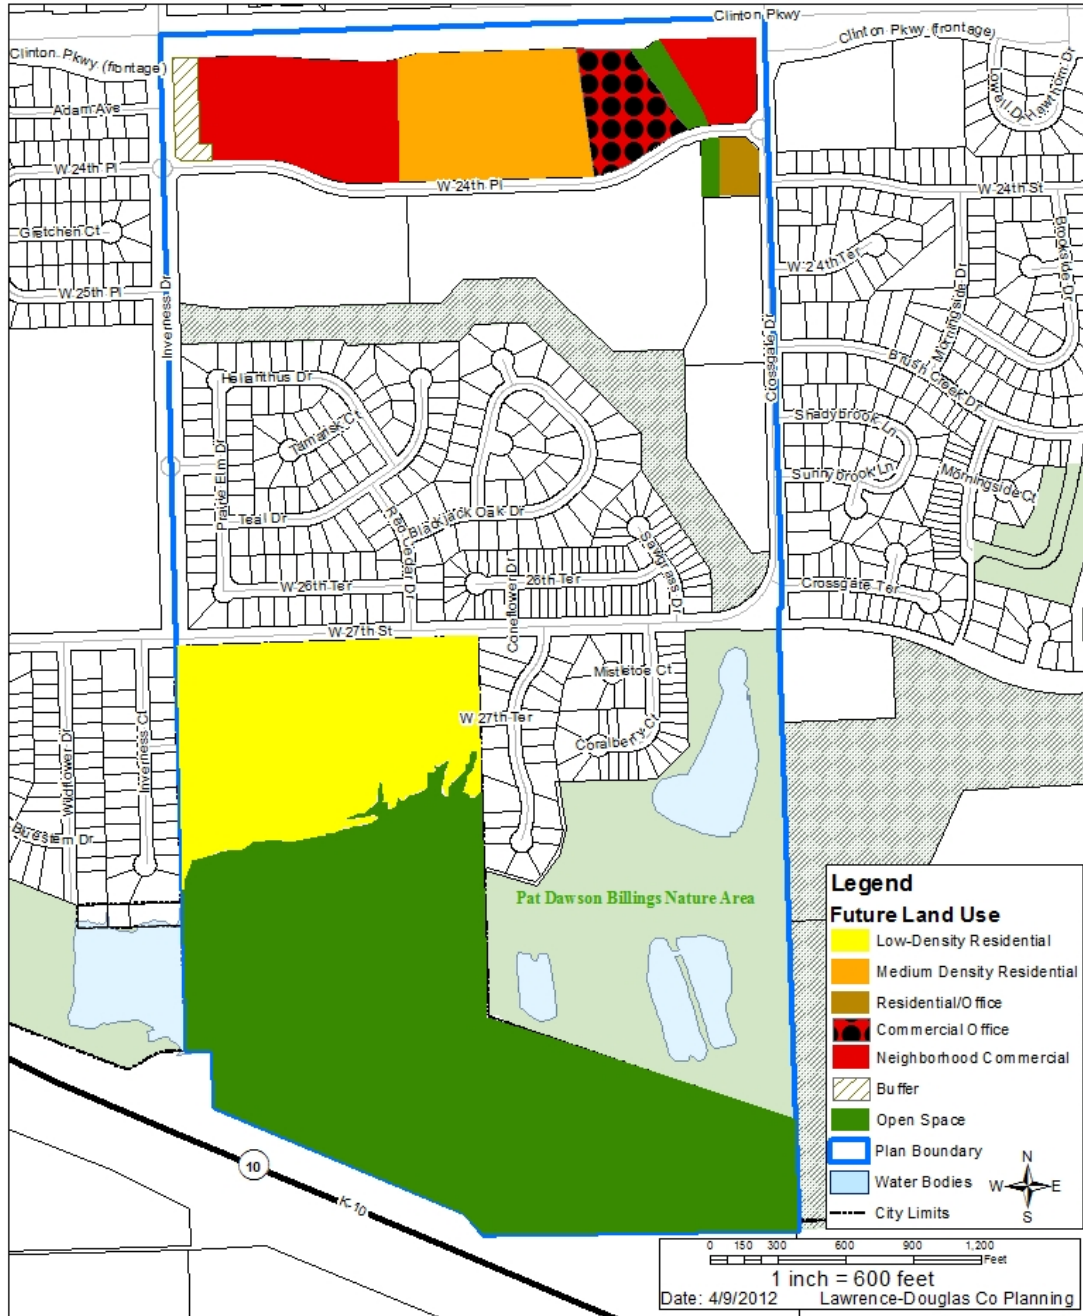 Clinton Pkwy
Clinton Pkwy (frontage)
Clinton Pkwy (frontage)
Lowell Dr
Hawthorn Dr
Adam Ave
W 24th Pl
W 24th Pl
W 24th St
Gretchen Ct
W 24th Ter
Brookside Dr
W 25th Pl
Inverness Dr
Crossgate Dr
Morningside Dr
Brush Creek Dr
Helianthus Dr
Tamarisk Ct
Shadybrook Ln
Prairie Elm Dr
Sunnybrook Ln
Morningside Ct
Teal Dr
Red Cedar Dr
Blackjack Oak Dr
Sawgrass Dr
W 26th Ter
Coneflower Dr
26th Ter
Crossgate Ter
W 27th St
Mistletoe Ct
W 27th Ter
Coralberry Ct
Wildflower Dr
Inverness Ct
Bluestem Dr
Pat Dawson Billings Nature Area
Legend
Future Land Use
Low-Density Residential
Medium Density Residential
Residential/Office
Commercial Office
Neighborhood Commercial
Buffer
Open Space
Plan Boundary
Water Bodies
City Limits
N
W
E
S
10
K-10
0 150 300 600 900 1,200
Feet
1 inch = 600 feet
Date: 4/9/2012 Lawrence-Douglas Co Planning